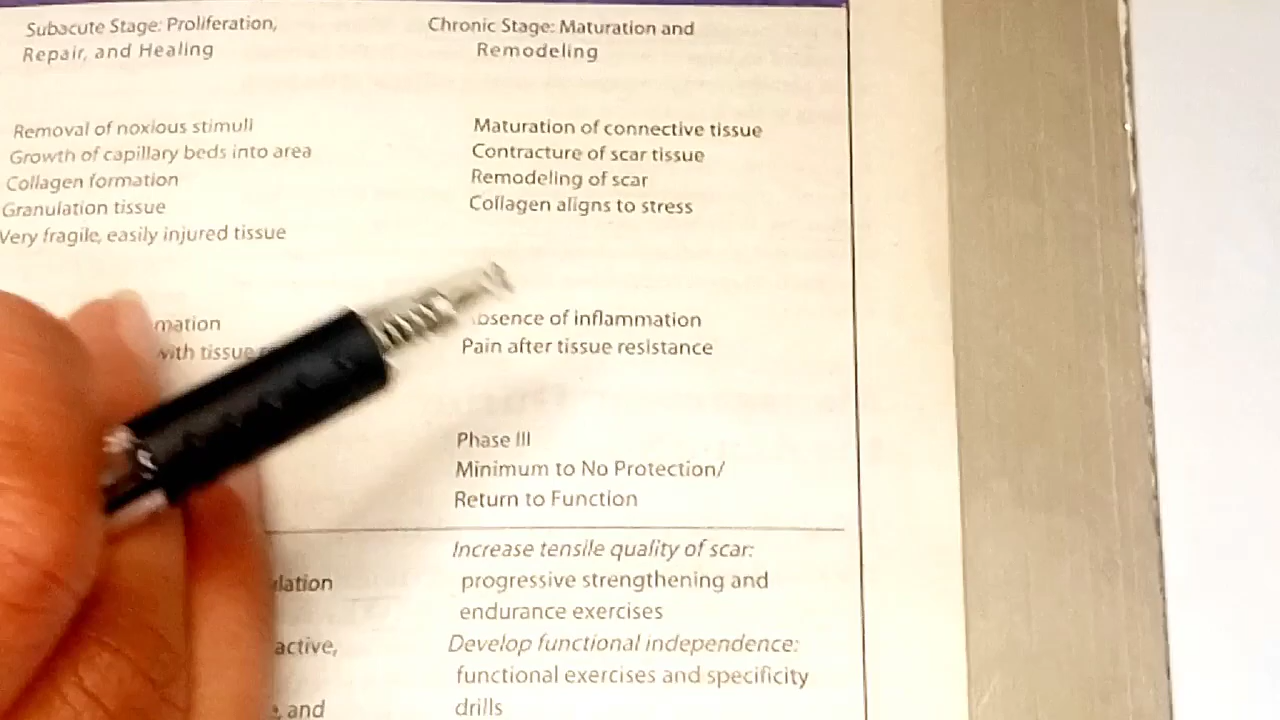 Subacute Stage: Proliferation,
Repair, and Healing
Removal of noxious stimuli
Growth of capillary beds into area
Collagen formation
Granulation tissue
Very fragile, easily injured tissue
with tissue
and
Chronic Stage: Maturation and
Remodeling
Maturation of connective tissue
Contracture of scar tissue
Remodeling of scar
Collagen aligns to stress
of inflammation
Pain after tissue resistance
Phase III
Minimum to No Protection/
Return to Function
Increase tensile quality of scar:
progressive strengthening and
endurance exercises
Develop functional independence:
functional exercises and specificity
drills